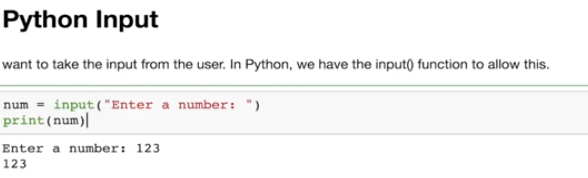 Python Input
want to take the input from the user. In Python, we have the input() function to allow this.
num = input("Enter a number: ")
print(num)
Enter a number: 123
123